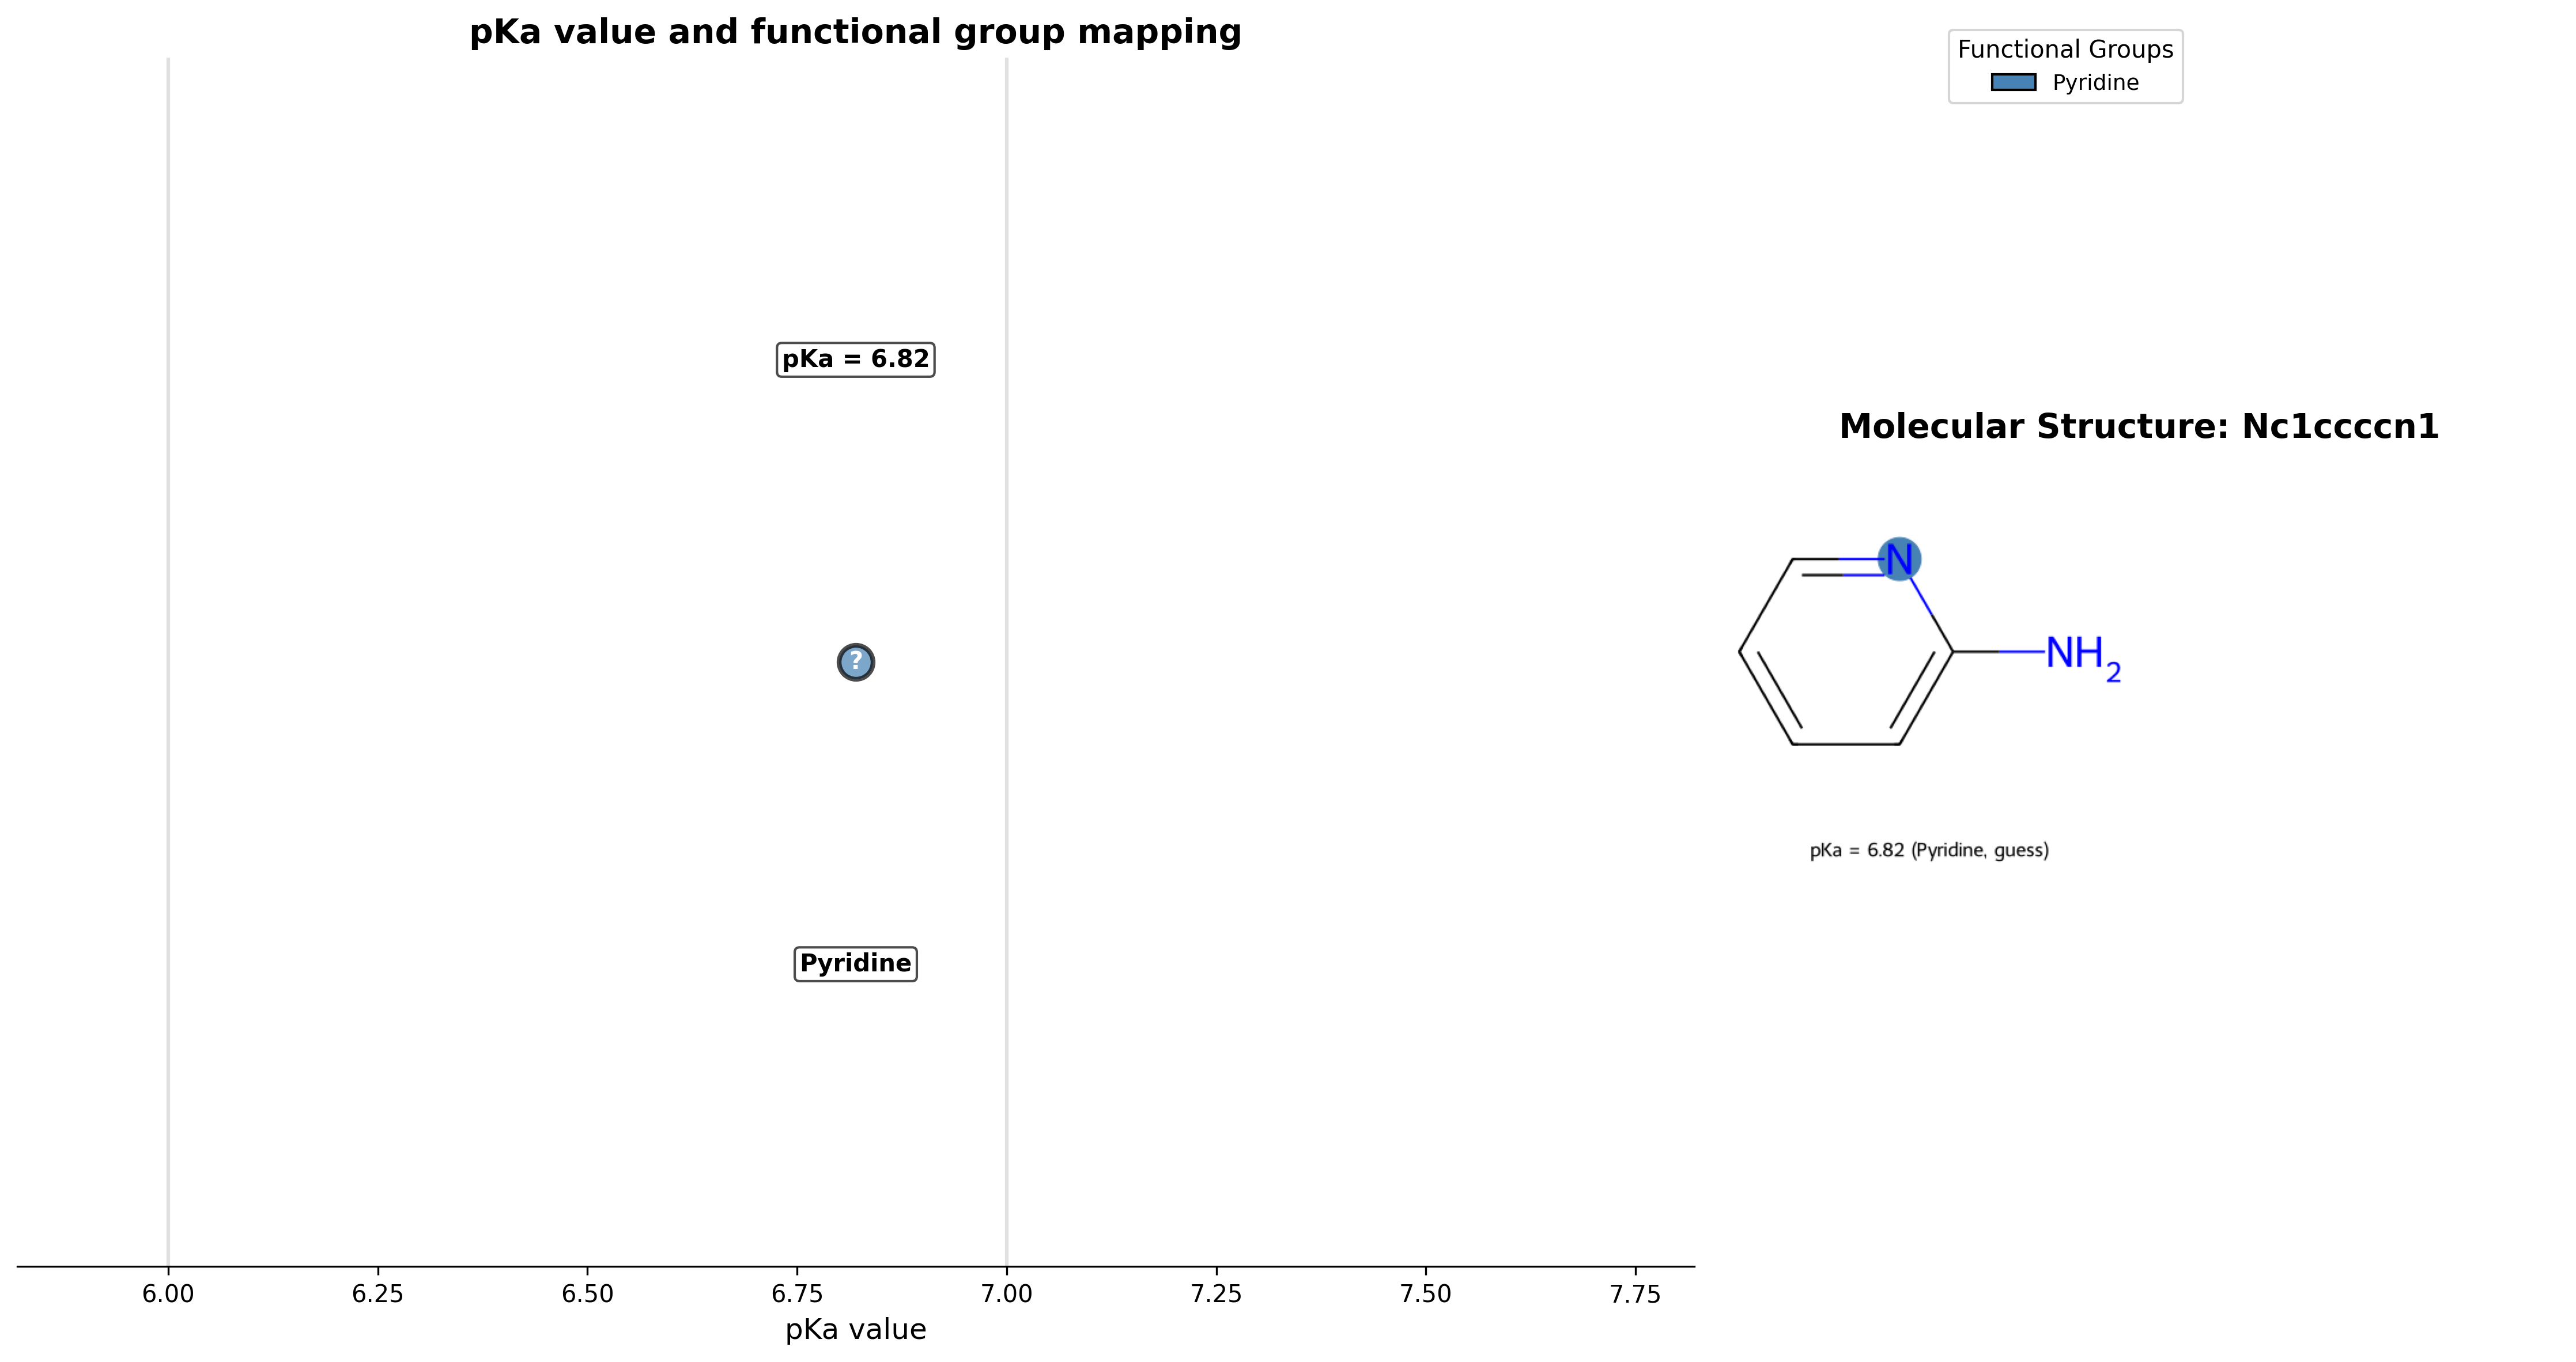 pKa value and functional group mapping
Functional Groups
Pyridine
pKa = 6.82
?
Pyridine
6.00 6.25 6.50 6.75 7.00 7.25 7.50 7.75
pKa value
Molecular Structure: Nc1ccccn1
N
NH2
pKa = 6.82 (Pyridine, guess)